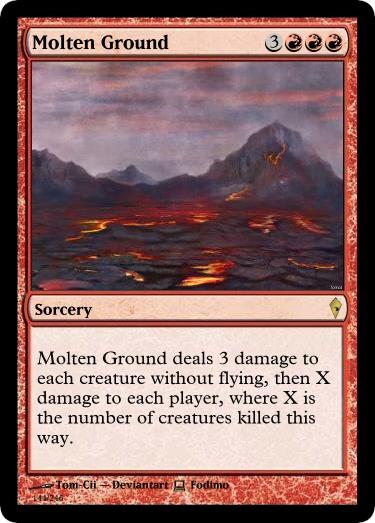 Molten Ground 3
Sorcery
Molten Ground deals 3 damage to
each creature without flying, then X
damage to each player, where X is
the number of creatures killed this
way.
Tom-Cii — Deviantart Fodimo